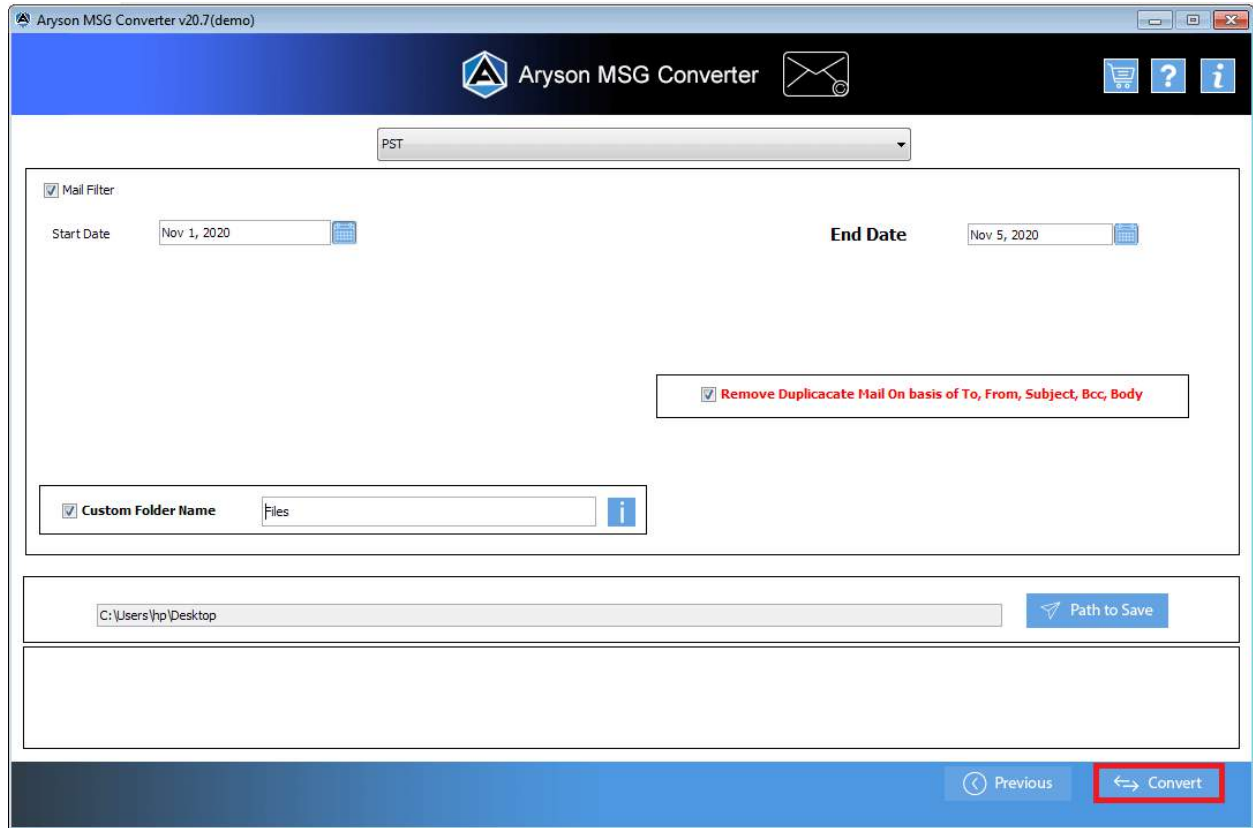 Aryson MSG Converter v20.7(demo)
Aryson MSG Converter
PST
Mail Filter
Start Date
Nov 1, 2020
End Date
Nov 5, 2020
Remove Duplicacate Mail On basis of To, From, Subject, Bcc, Body
Custom Folder Name
Files
C:\Users\hp\Desktop
Path to Save
Previous
Convert